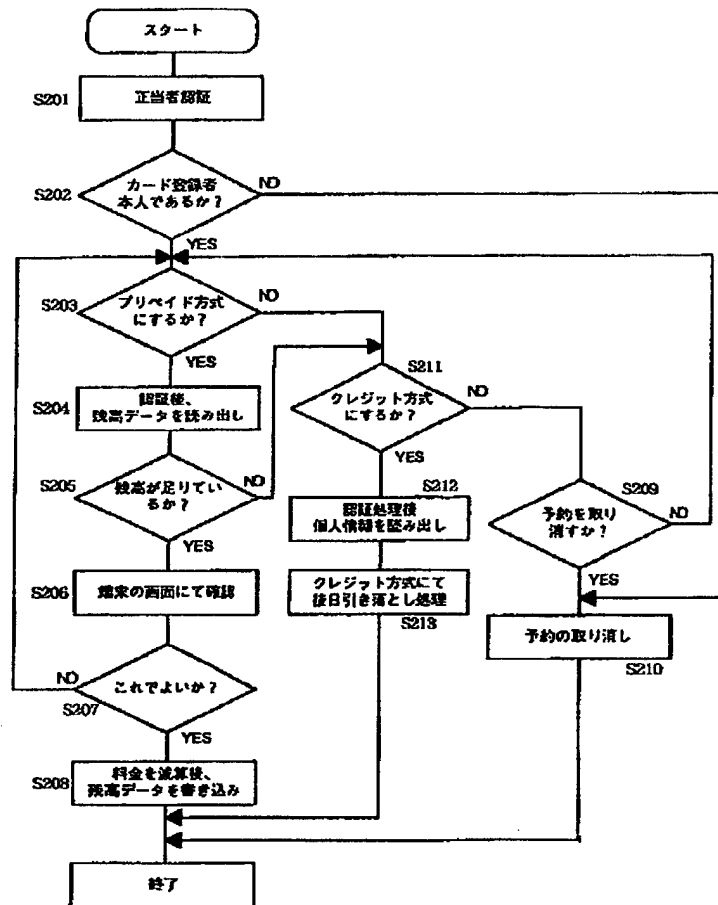 スタート
S201
正当者認証
S202
カード登録者
本人であるか?
NO
YES
S203
プリペイド方式
にするか?
NO
YES
S204
認証後、
残高データを読み出し
S205
残高が足りてい
るか?
NO
YES
S206
端末の画面にて確認
NO
これでよいか?
S207
YES
S208
料金を減算後、
残高データを書き込み
終了
S211
クレジット方式
にするか?
NO
YES
S212
認証処理後
個人情報を読み出し
クレジット方式にて
後日引き落とし処理
S213
S209
予約を取り
消すか?
NO
YES
予約の取り消し
S210